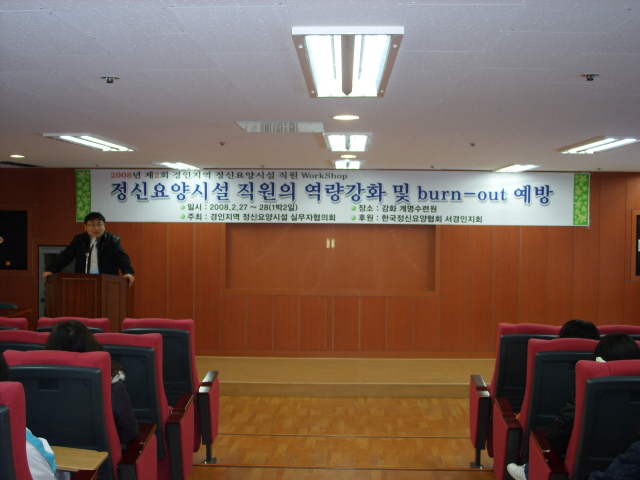 2008년 제2회 경인지역 정신요양시설 직원 WorkShop
정신요양시설 직원의 역량강화 및 burn-out 예방
일시 : 2008,2,27 ~ 28(1박2일) 장소 : 강화 계명수련원
주최 : 경인지역 정신요양시설 실무자협의회 후원 : 한국정신요양협회 서경인지회